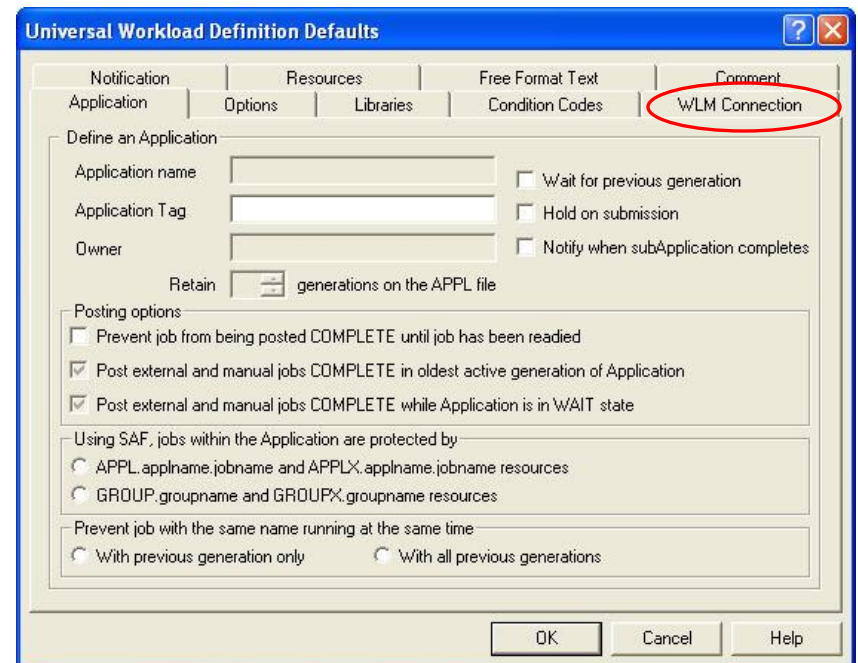 Universal Workload Definition Defaults
Notification Resources Free Format Text Comment
Application Options Libraries Condition Codes WLM Connection
Define an Application
Application name
Wait for previous generation
Application Tag
Hold on submission
Owner
Notify when subApplication completes
Retain generations on the APPL file
Posting options
Prevent job from being posted COMPLETE until job has been readied
Post external and manual jobs COMPLETE in oldest active generation of Application
Post external and manual jobs COMPLETE while Application is in WAIT state
Using SAF, jobs within the Application are protected by
APPL.applname.jobname and APPLX.applname.jobname resources
GROUP.groupname and GROUPX.groupname resources
Prevent job with the same name running at the same time
With previous generation only With all previous generations
OK Cancel Help